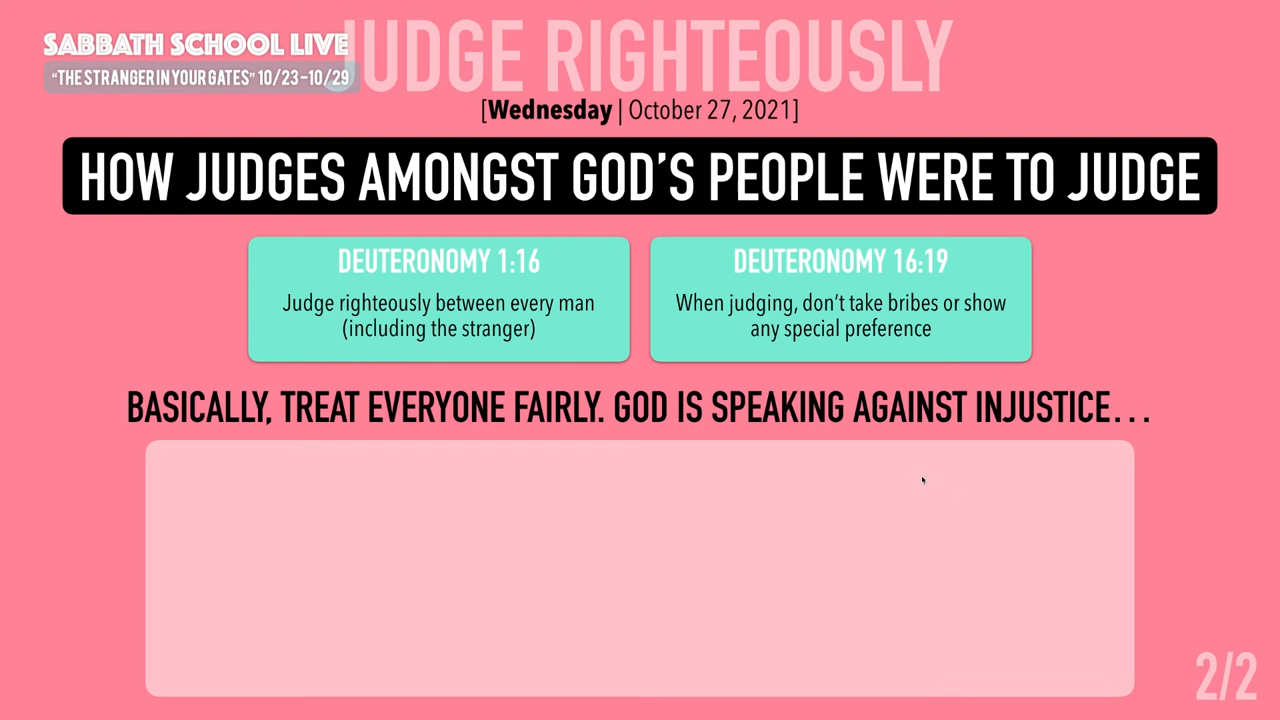 SABBATH SCHOOL LIVE
"THE STRANGER IN YOUR GATES" 10/23-10/29
JUDGE RIGHTEOUSLY
[Wednesday | October 27, 2021]
HOW JUDGES AMONGST GOD'S PEOPLE WERE TO JUDGE
DEUTERONOMY 1:16
Judge righteously between every man
(including the stranger)
DEUTERONOMY 16:19
When judging, don't take bribes or show
any special preference
BASICALLY, TREAT EVERYONE FAIRLY. GOD IS SPEAKING AGAINST INJUSTICE...
2/2